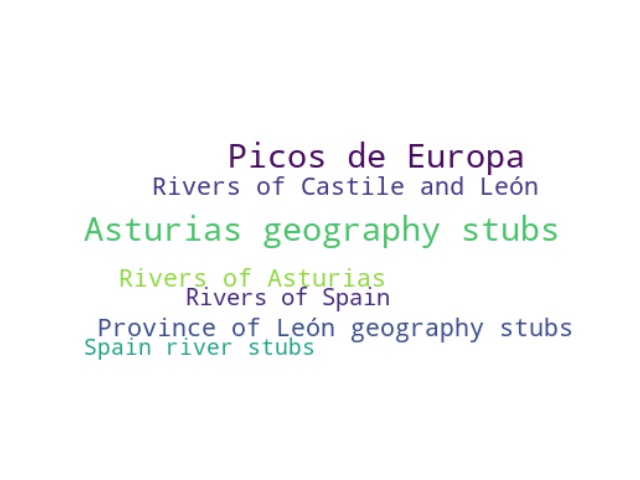 Picos de Europa
Rivers of Castile and León
Asturias geography stubs
Rivers of Asturias
Rivers of Spain
Province of León geography stubs
Spain river stubs